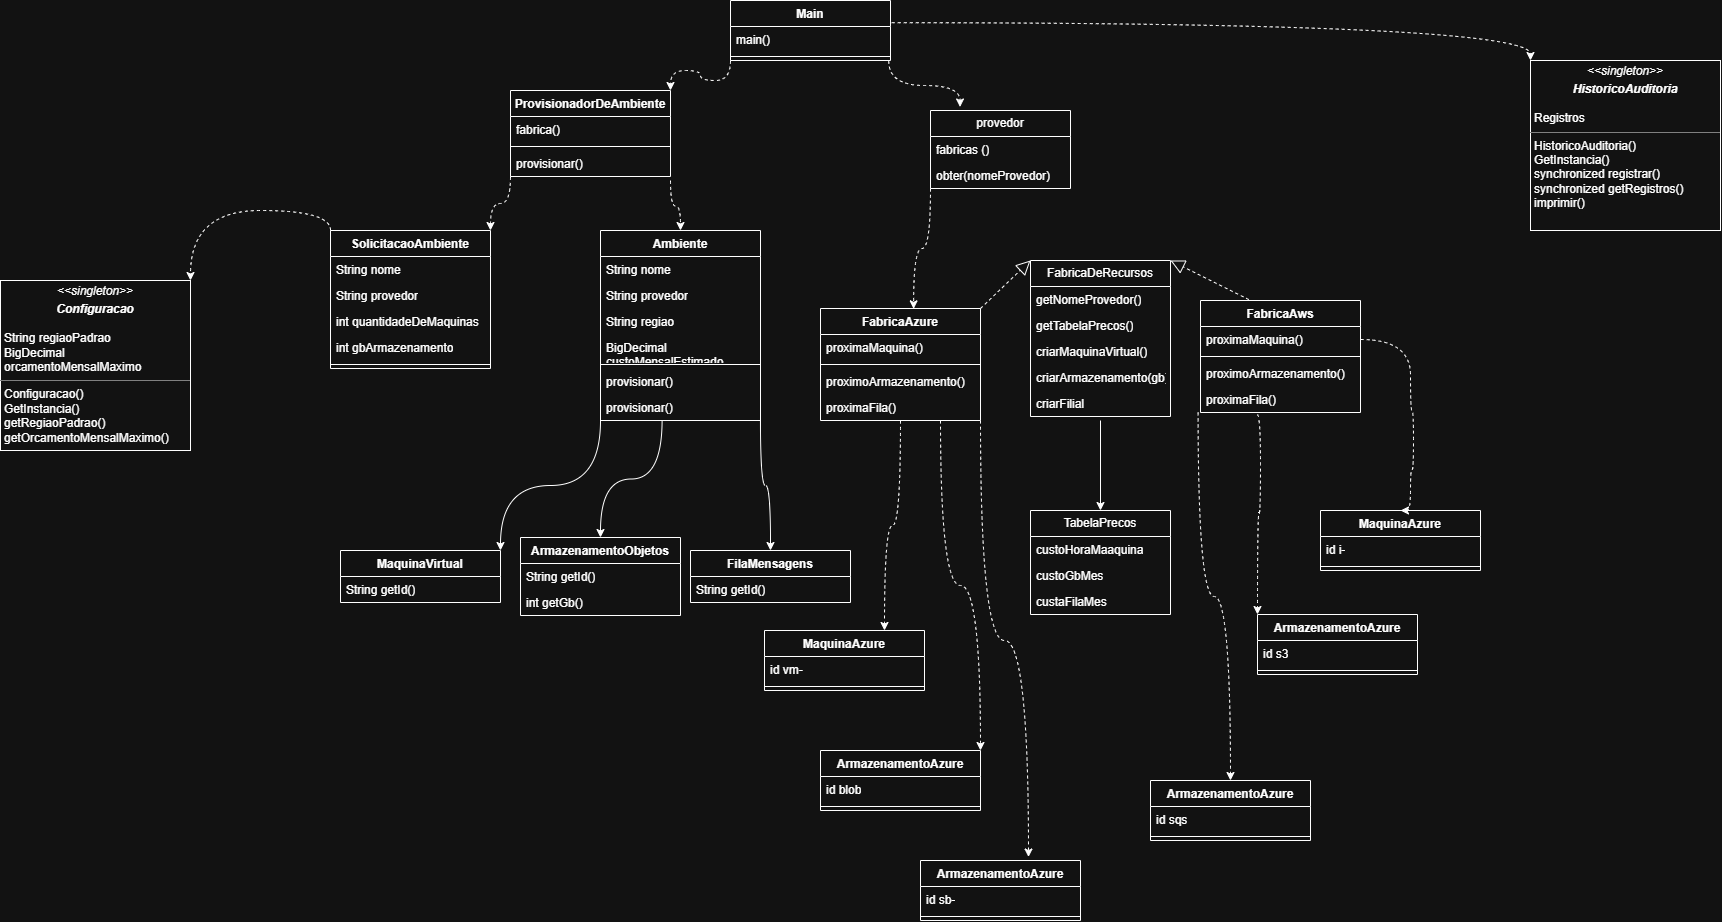 Main
main()
<<singleton>>
HistoricoAuditoria
Registros
HistoricoAuditoria()
GetInstancia()
synchronized registrar()
synchronized getRegistros()
imprimir()
ProvisionadorDeAmbiente
fabrica()
provisionar()
provedor
fabricas ()
obter(nomeProvedor)
<<singleton>>
Configuracao
String regiaoPadrao
BigDecimal
orcamentoMensalMaximo
Configuracao()
GetInstancia()
getRegiaoPadrao()
getOrcamentoMensalMaximo()
SolicitacaoAmbiente
String nome
String provedor
int quantidadeDeMaquinas
int gbArmazenamento
Ambiente
String nome
String provedor
String regiao
BigDecimal
custoMensalEstimado
provisionar()
provisionar()
FabricaAzure
proximaMaquina()
proximoArmazenamento()
proximaFila()
FabricaDeRecursos
getNomeProvedor()
getTabelaPrecos()
criarMaquinaVirtual()
criarArmazenamento(gb)
criarFilial
FabricaAws
proximaMaquina()
proximoArmazenamento()
proximaFila()
MaquinaVirtual
String getId()
ArmazenamentoObjetos
String getId()
int getGb()
FilaMensagens
String getId()
TabelaPrecos
custoHoraMaaquina
custoGbMes
custaFilaMes
MaquinaAzure
id i-
MaquinaAzure
id vm-
ArmazenamentoAzure
id s3
ArmazenamentoAzure
id blob
ArmazenamentoAzure
id sqs
ArmazenamentoAzure
id sb-